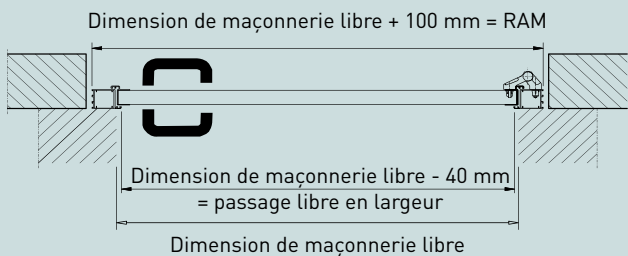 Dimension de maçonnerie libre + 100 mm = RAM
Dimension de maçonnerie libre - 40 mm
= passage libre en largeur
Dimension de maçonnerie libre